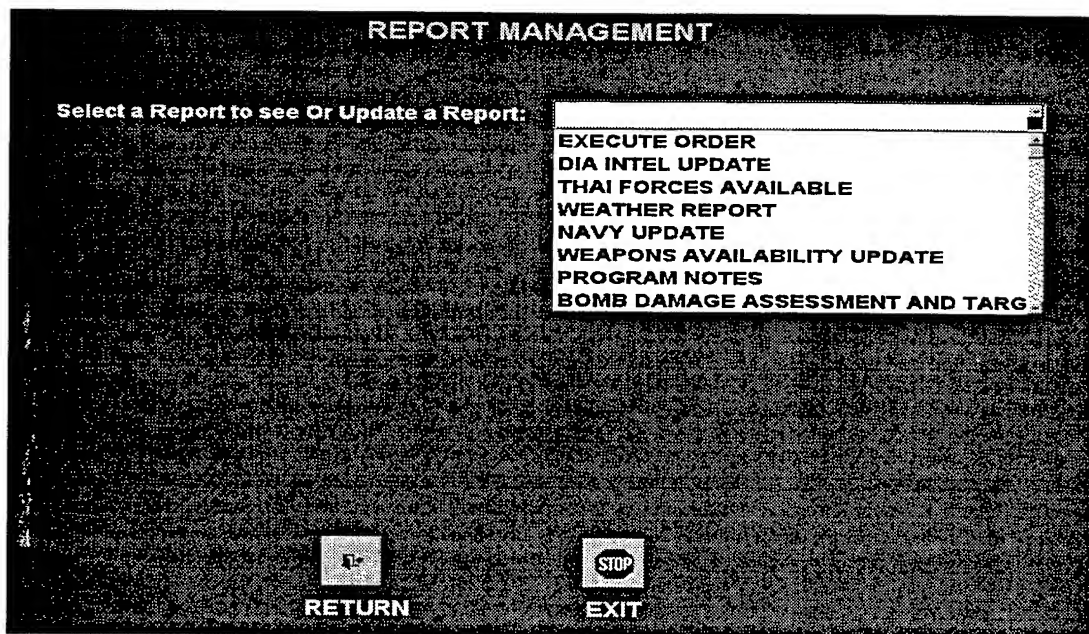 REPORT MANAGEMENT
Select a Report to see Or Update a Report:
EXECUTE ORDER
DIA INTEL UPDATE
THAI FORCES AVAILABLE
WEATHER REPORT
NAVY UPDATE
WEAPONS AVAILABILITY UPDATE
PROGRAM NOTES
BOMB DAMAGE ASSESSMENT AND TARG
STOP
RETURN
EXIT